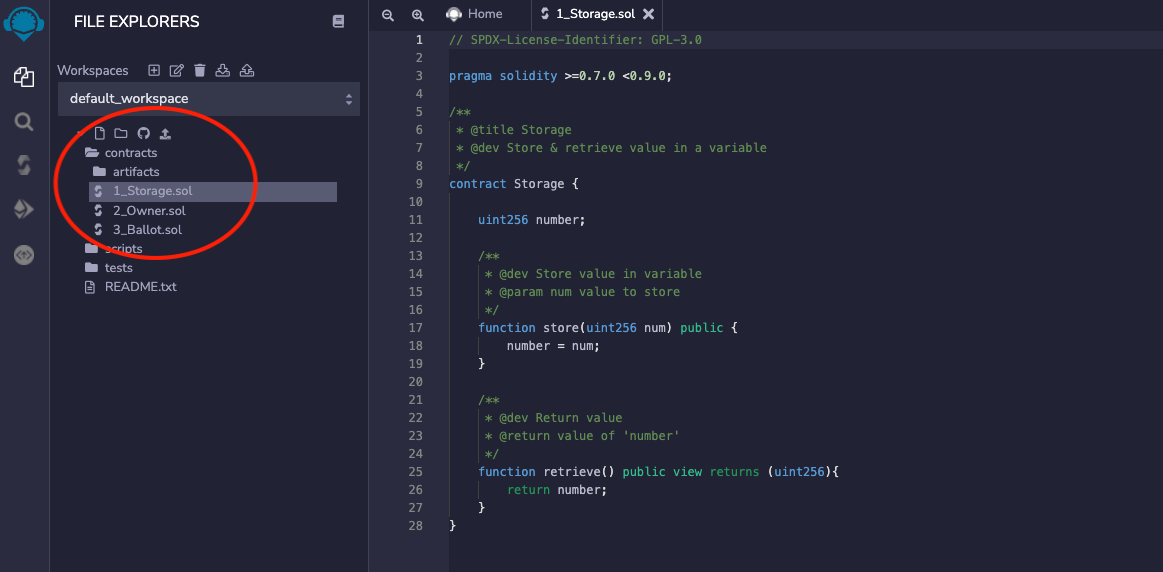 FILE EXPLORERS
Workspaces
default_workspace
contracts
artifacts
1_Storage.sol
2_Owner.sol
3_Ballot.sol
scripts
tests
README.txt
Home
1_Storage.sol
1 // SPDX-License-Identifier: GPL-3.0
2
3 pragma solidity >=0.7.0 <0.9.0;
4
5 /**
6 * @title Storage
7 * @dev Store & retrieve value in a variable
8 */
9 contract Storage {
10
11 uint256 number;
12
13 /**
14 * @dev Store value in variable
15 * @param num value to store
16 */
17 function store(uint256 num) public {
18 number = num;
19 }
20
21 /**
22 * @dev Return value
23 * @return value of 'number'
24 */
25 function retrieve() public view returns (uint256){
26 return number;
27 }
28 }